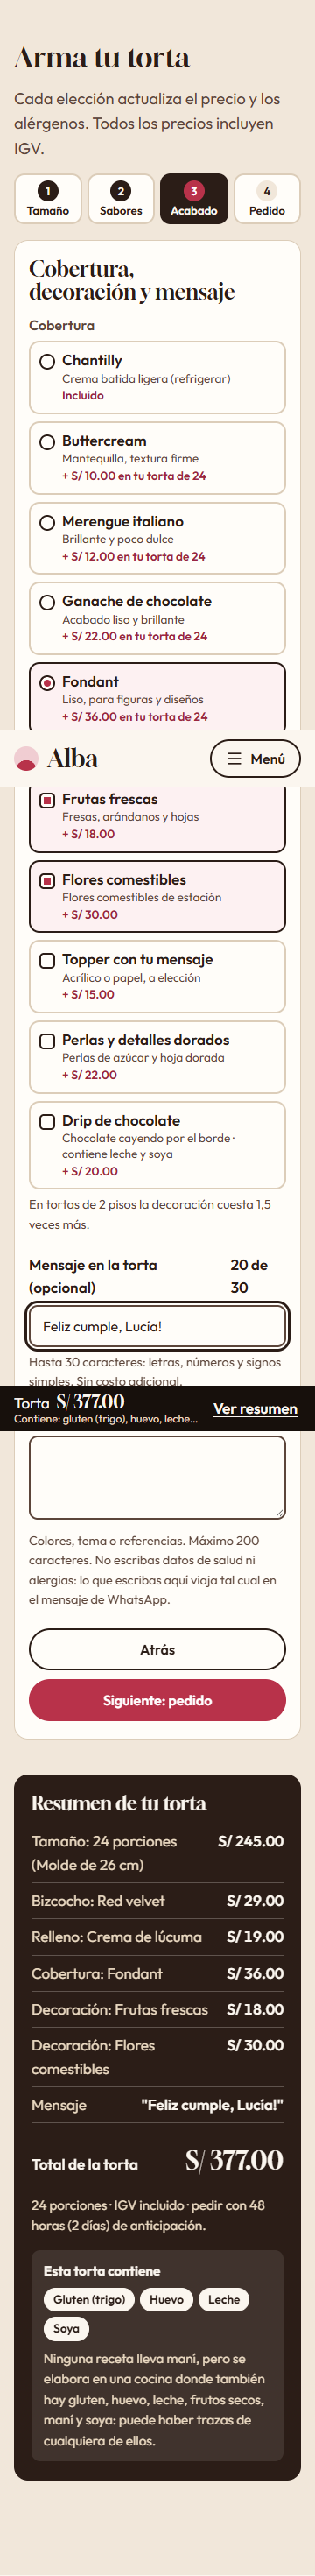 Arma tu torta
Cada elección actualiza el precio y los
alérgenos. Todos los precios incluyen
IGV.
1
Tamaño
2
Sabores
3
Acabado
4
Pedido
Cobertura,
decoración y mensaje
Cobertura
Chantilly
Crema batida ligera (refrigerar)
Incluido
Buttercream
Mantequilla, textura firme
+ S/ 10.00 en tu torta de 24
Merengue italiano
Brillante y poco dulce
+ S/ 12.00 en tu torta de 24
Ganache de chocolate
Acabado liso y brillante
+ S/ 22.00 en tu torta de 24
Fondant
Liso, para figuras y diseños
+ S/ 36.00 en tu torta de 24
Alba
Menú
Frutas frescas
Fresas, arándanos y hojas
+ S/ 18.00
Flores comestibles
Flores comestibles de estación
+ S/ 30.00
Topper con tu mensaje
Acrílico o papel, a elección
+ S/ 15.00
Perlas y detalles dorados
Perlas de azúcar y hoja dorada
+ S/ 22.00
Drip de chocolate
Chocolate cayendo por el borde ·
contiene leche y soya
+ S/ 20.00
En tortas de 2 pisos la decoración cuesta 1,5
veces más.
Mensaje en la torta
(opcional)
20 de
30
Feliz cumple, Lucía!
Hasta 30 caracteres: letras, números y signos
simples. Sin costo adicional.
Torta S/ 377.00
Contiene: gluten (trigo), huevo, leche...
Ver resumen
Colores, tema o referencias. Máximo 200
caracteres. No escribas datos de salud ni
alergias: lo que escribas aquí viaja tal cual en
el mensaje de WhatsApp.
Atrás
Siguiente: pedido
Resumen de tu torta
Tamaño: 24 porciones
(Molde de 26 cm)
S/ 245.00
Bizcocho: Red velvet S/ 29.00
Relleno: Crema de lúcuma S/ 19.00
Cobertura: Fondant S/ 36.00
Decoración: Frutas frescas S/ 18.00
Decoración: Flores
comestibles
S/ 30.00
Mensaje "Feliz cumple, Lucía!"
Total de la torta S/ 377.00
24 porciones · IGV incluido · pedir con 48
horas (2 días) de anticipación.
Esta torta contiene
Gluten (trigo) Huevo Leche
Soya
Ninguna receta lleva maní, pero se
elabora en una cocina donde también
hay gluten, huevo, leche, frutos secos,
maní y soya: puede haber trazas de
cualquiera de ellos.